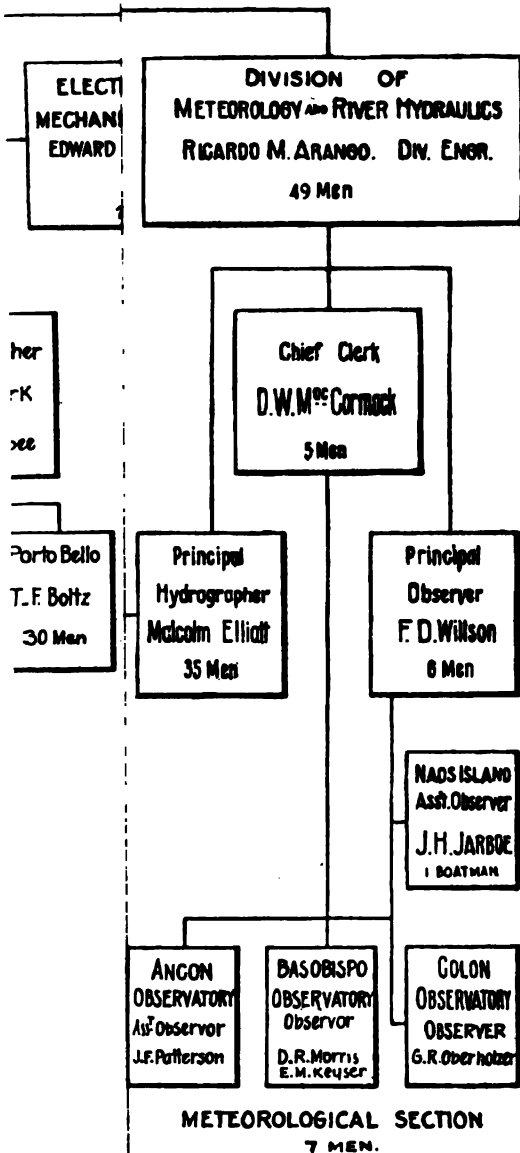 ELECT
MECHANI
EDWARD
DIVISION OF
METEOROLOGY AND RIVER HYDRAULICS
RICARDO M. ARANGO. DIV. ENGR.
49 Men
her
rK
bee
Chief Clerk
D.W. McCormack
5 Men
Porto Bello
T.F. Boltz
30 Men
Principal
Hydrographer
Malcolm Elliott
35 Men
Principal
Observer
F. D. Willson
6 Men
NAOS ISLAND
Asst. Observer
J.H. JARBOE
1 BOATMAN
ANCON
OBSERVATORY
Asst Observor
J.F. Patterson
BASOBISPO
OBSERVATORY
Observor
D.R. Morris
E.M. Keyser
COLON
OBSERVATORY
OBSERVER
G.R. Oberholzer
METEOROLOGICAL SECTION
7 MEN.